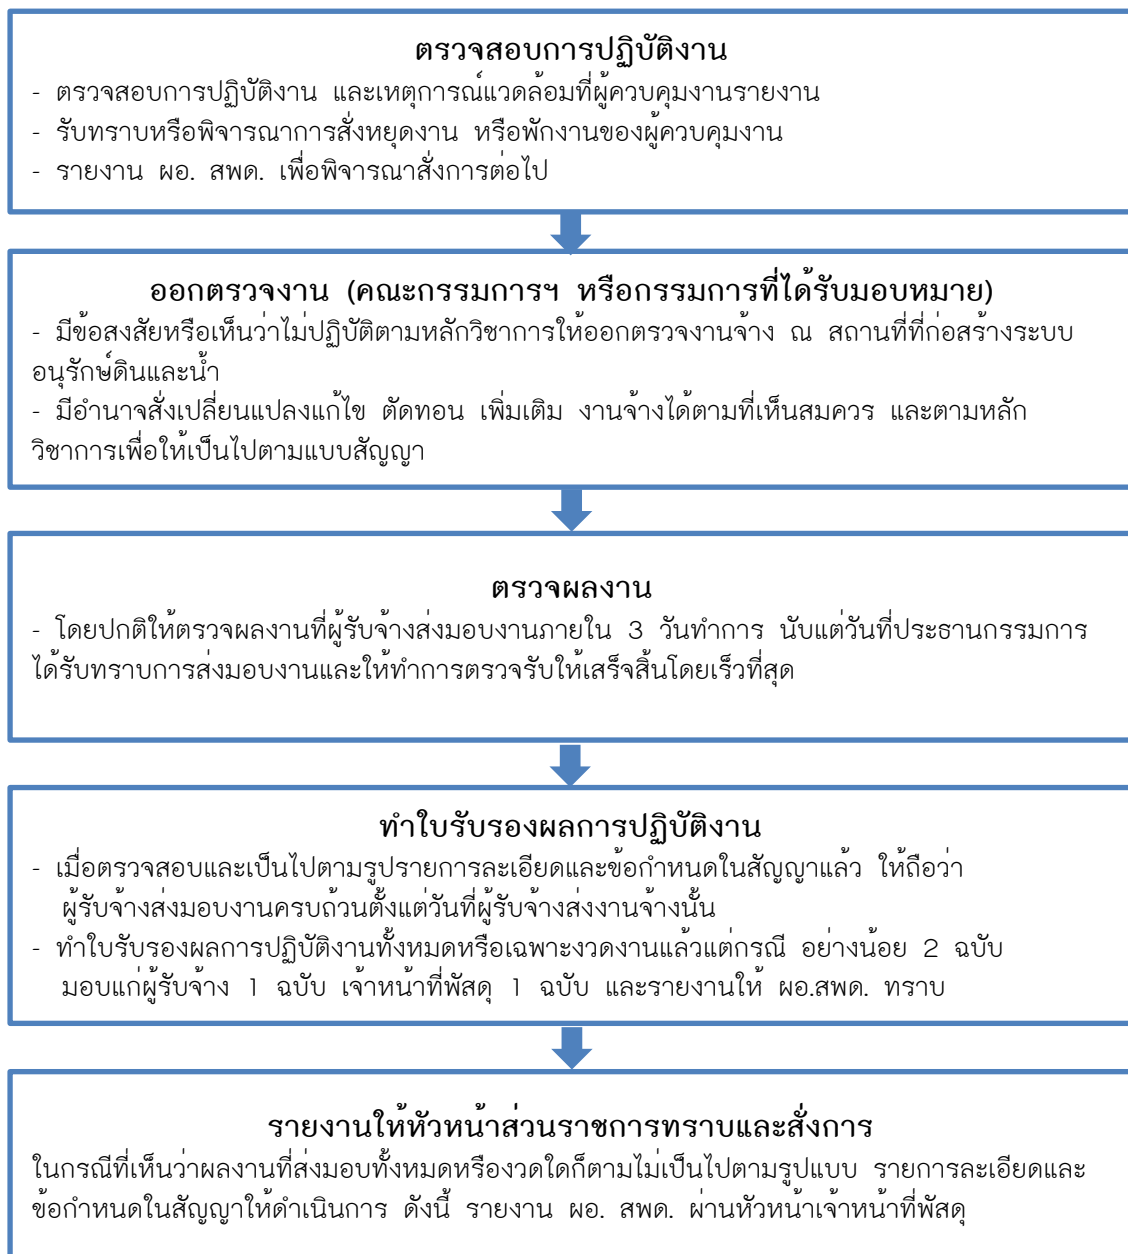 ตรวจสอบการปฏิบัติงาน
- ตรวจสอบการปฏิบัติงาน และเหตุการณ์แวดล้อมที่ผู้ควบคุมงานรายงาน
- รับทราบหรือพิจารณาการสั่งหยุดงาน หรือพักงานของผู้ควบคุมงาน
- รายงาน ผอ. สพด. เพื่อพิจารณาสั่งการต่อไป
ออกตรวจงาน (คณะกรรมการฯ หรือกรรมการที่ได้รับมอบหมาย)
- มีข้อสงสัยหรือเห็นว่าไม่ปฏิบัติตามหลักวิชาการให้ออกตรวจงานจ้าง ณ สถานที่ที่ก่อสร้างระบบ
อนุรักษ์ดินและน้ำ
- มีอำนาจสั่งเปลี่ยนแปลงแก้ไข ตัดทอน เพิ่มเติม งานจ้างได้ตามที่เห็นสมควร และตามหลัก
วิชาการเพื่อให้เป็นไปตามแบบสัญญา
ตรวจผลงาน
- โดยปกติให้ตรวจผลงานที่ผู้รับจ้างส่งมอบงานภายใน 3 วันทำการ นับแต่วันที่ประธานกรรมการ
ได้รับทราบการส่งมอบงานและให้ทำการตรวจรับให้เสร็จสิ้นโดยเร็วที่สุด
ทำใบรับรองผลการปฏิบัติงาน
- เมื่อตรวจสอบและเป็นไปตามรูปรายการละเอียดและข้อกำหนดในสัญญาแล้ว ให้ถือว่า
ผู้รับจ้างส่งมอบงานครบถ้วนตั้งแต่วันที่ผู้รับจ้างส่งงานจ้างนั้น
- ทำใบรับรองผลการปฏิบัติงานทั้งหมดหรือเฉพาะงวดงานแล้วแต่กรณี อย่างน้อย 2 ฉบับ
มอบแก่ผู้รับจ้าง 1 ฉบับ เจ้าหน้าที่พัสดุ 1 ฉบับ และรายงานให้ ผอ.สพด. ทราบ
รายงานให้หัวหน้าส่วนราชการทราบและสั่งการ
ในกรณีที่เห็นว่าผลงานที่ส่งมอบทั้งหมดหรืองวดใดก็ตามไม่เป็นไปตามรูปแบบ รายการละเอียดและ
ข้อกำหนดในสัญญาให้ดำเนินการ ดังนี้ รายงาน ผอ. สพด. ผ่านหัวหน้าเจ้าหน้าที่พัสดุ